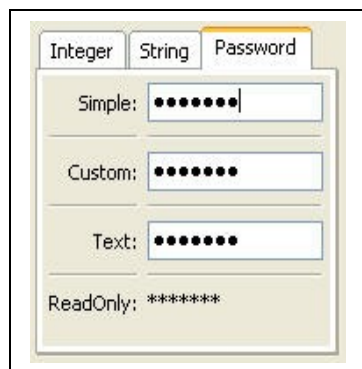 Integer String Password
Simple: ●●●●●●●
Custom: ●●●●●●●
Text: ●●●●●●●
ReadOnly: *******